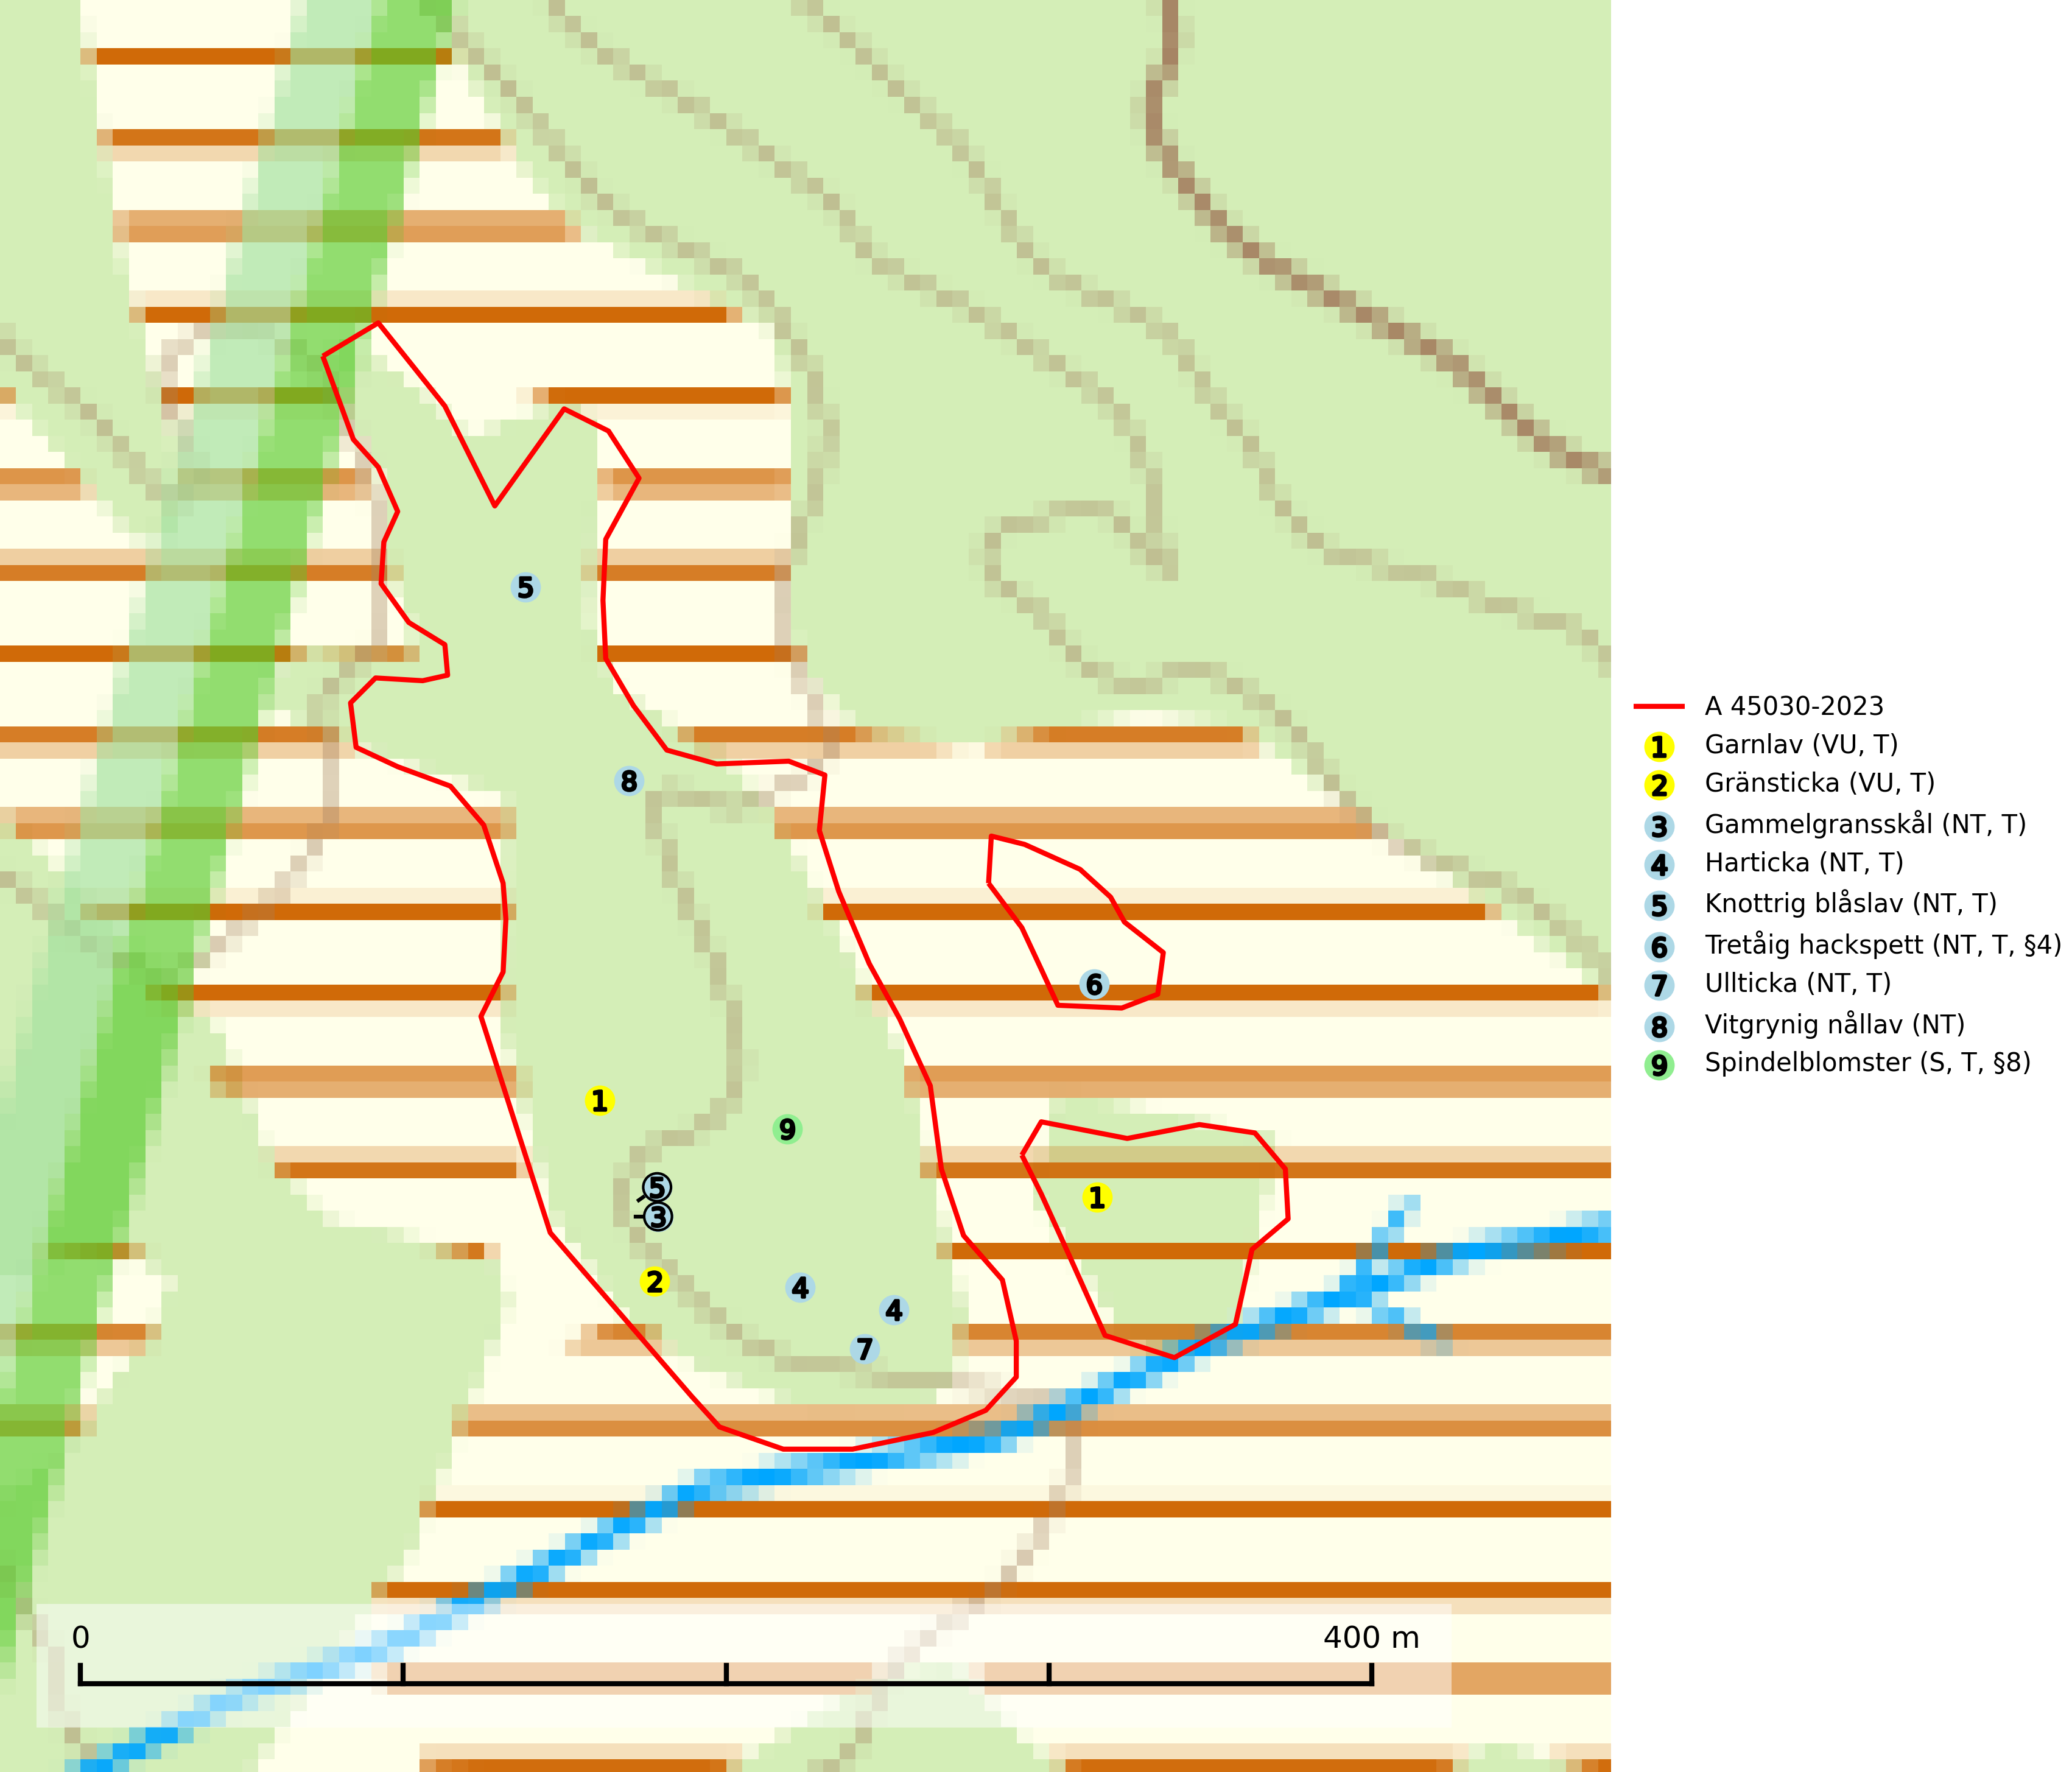 5
8
6
1
9
1
5
3
2
4
4
7
0 400 m
A 45030-2023
1 Garnlav (VU, T)
2 Gränsticka (VU, T)
3 Gammelgransskål (NT, T)
4 Harticka (NT, T)
5 Knottrig blåslav (NT, T)
6 Tretåig hackspett (NT, T, §4)
7 Ullticka (NT, T)
8 Vitgrynig nållav (NT)
9 Spindelblomster (S, T, §8)